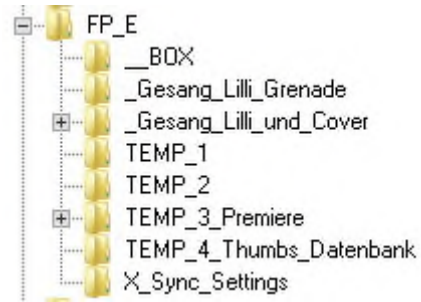 FP_E
__BOX
_Gesang_Lilli_Grenade
_Gesang_Lilli_und_Cover
TEMP_1
TEMP_2
TEMP_3_Premiere
TEMP_4_Thumbs_Datenbank
X_Sync_Settings